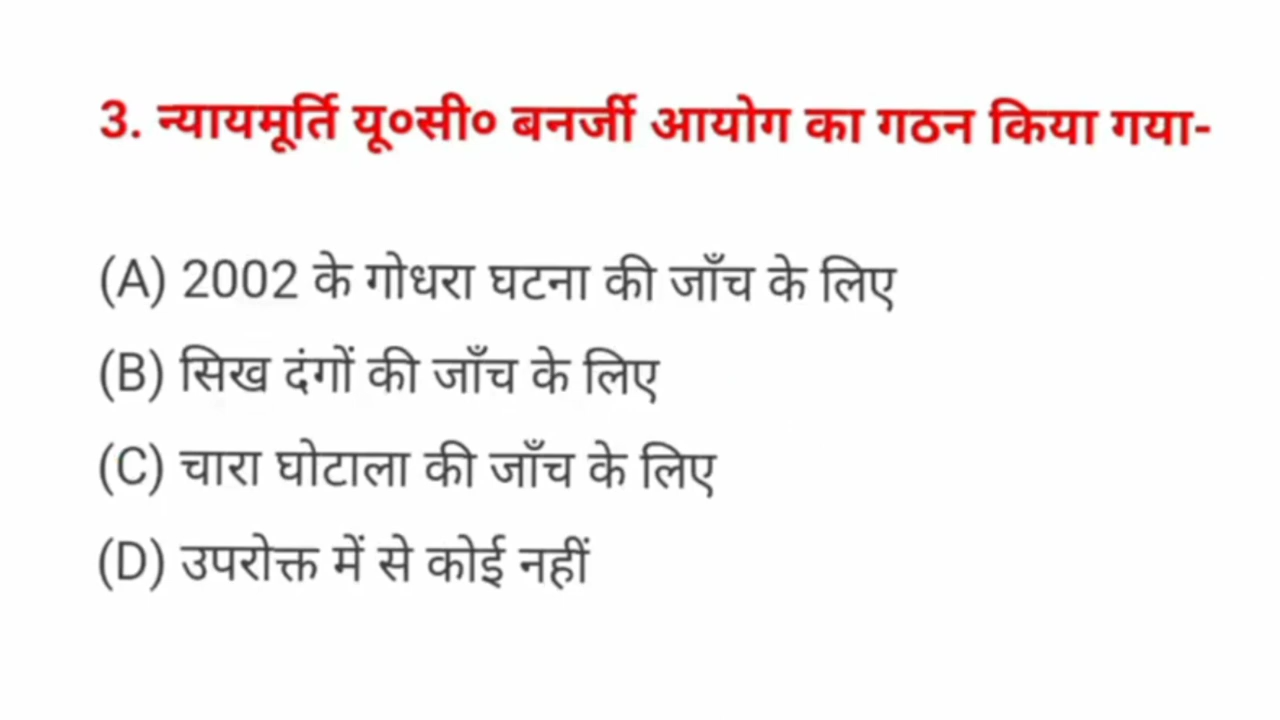 3. न्यायमूर्ति यू०सी० बनर्जी आयोग का गठन किया गया-
(A) 2002 के गोधरा घटना की जाँच के लिए
(B) सिख दंगों की जाँच के लिए
(C) चारा घोटाला की जाँच के लिए
(D) उपरोक्त में से कोई नहीं